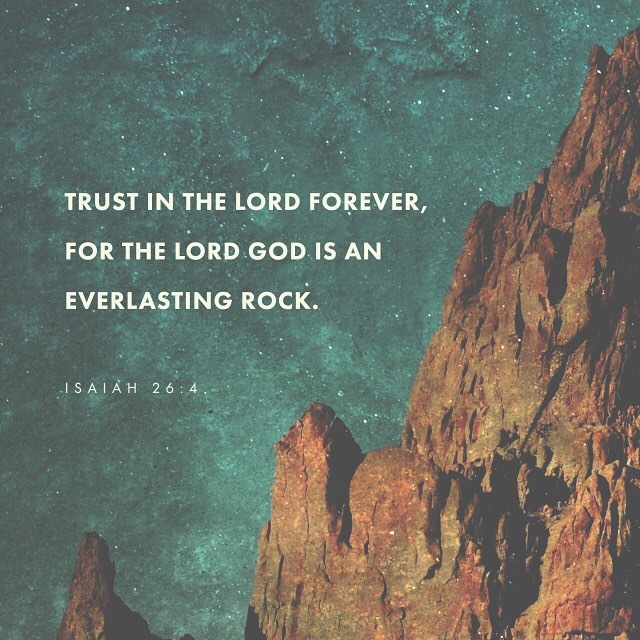 TRUST IN THE LORD FOREVER,
FOR THE LORD GOD IS AN
EVERLASTING ROCK.
ISAIAH 26:4